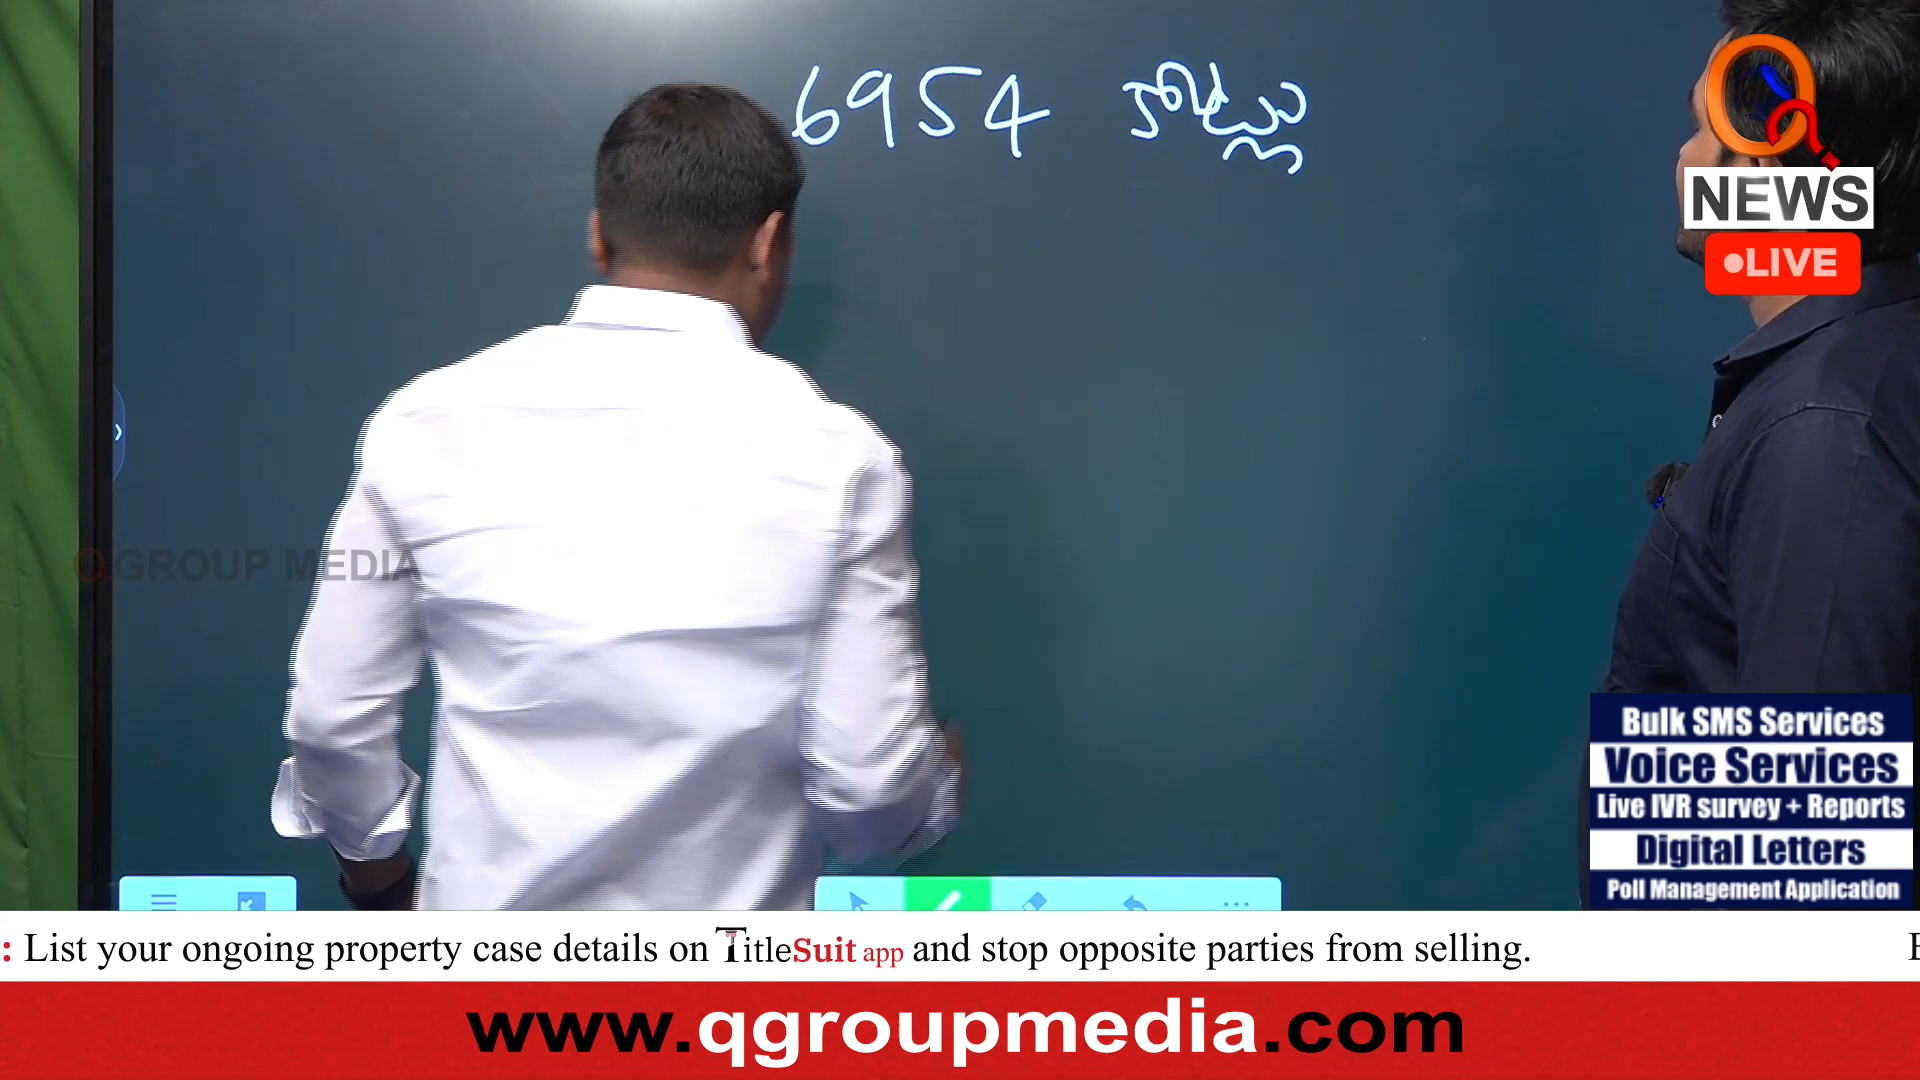 6954 కోట్లు
Q
NEWS
LIVE
Q GROUP MEDIA
Bulk SMS Services
Voice Services
Live IVR survey + Reports
Digital Letters
Poll Management Application
: List your ongoing property case details on TitleSuit app and stop opposite parties from selling.
www.qgroupmedia.com